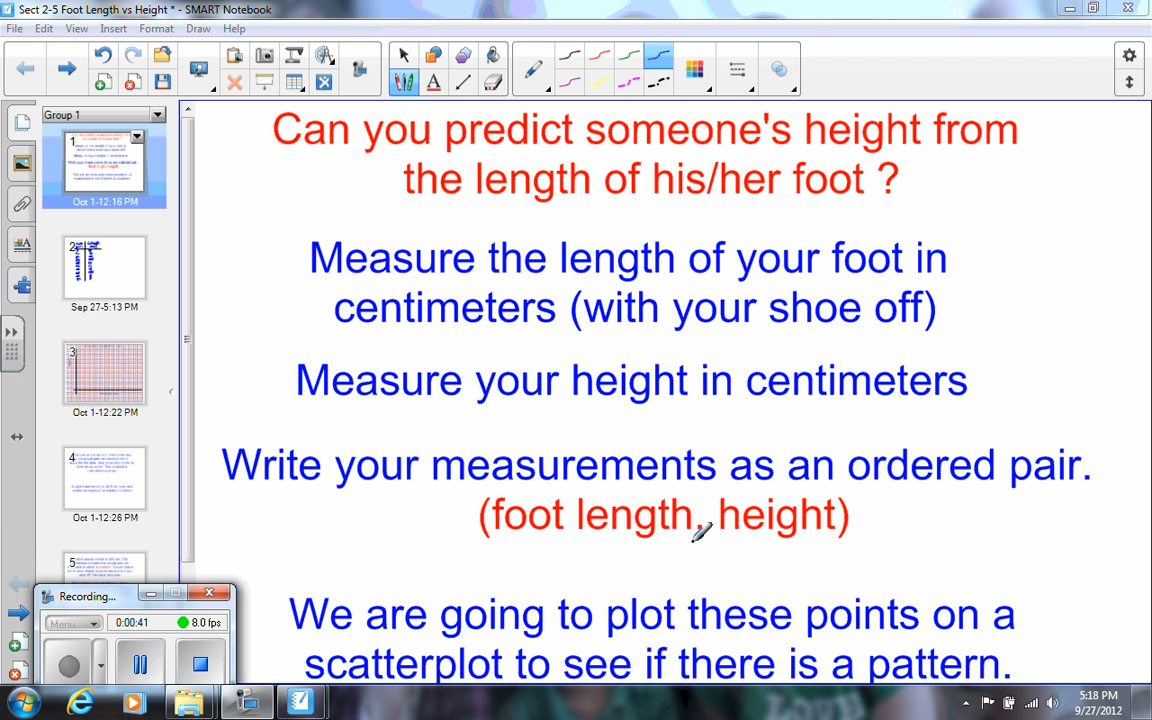 Sect 2-5 Foot Length vs Height * - SMART Notebook
File Edit View Insert Format Draw Help
Group 1
1
Oct 1-12:16 PM
2
Sep 27-5:13 PM
3
Oct 1-12:22 PM
4
Oct 1-12:26 PM
5
Can you predict someone's height from
the length of his/her foot ?
Measure the length of your foot in
centimeters (with your shoe off)
Measure your height in centimeters
Write your measurements as an ordered pair.
(foot length, height)
We are going to plot these points on a
scatterplot to see if there is a pattern.
Recording...
Menu
0:00:41
8.0 fps
5:18 PM
9/27/2012